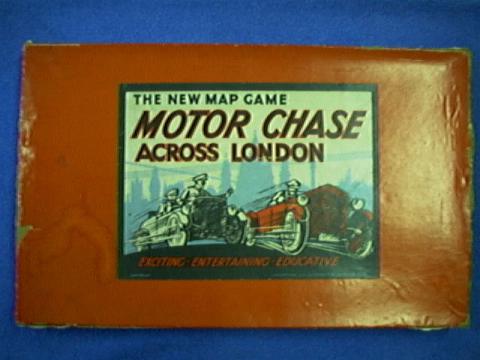 THE NEW MAP GAME
MOTOR CHASE
ACROSS LONDON
EXCITING · ENTERTAINING · EDUCATIVE